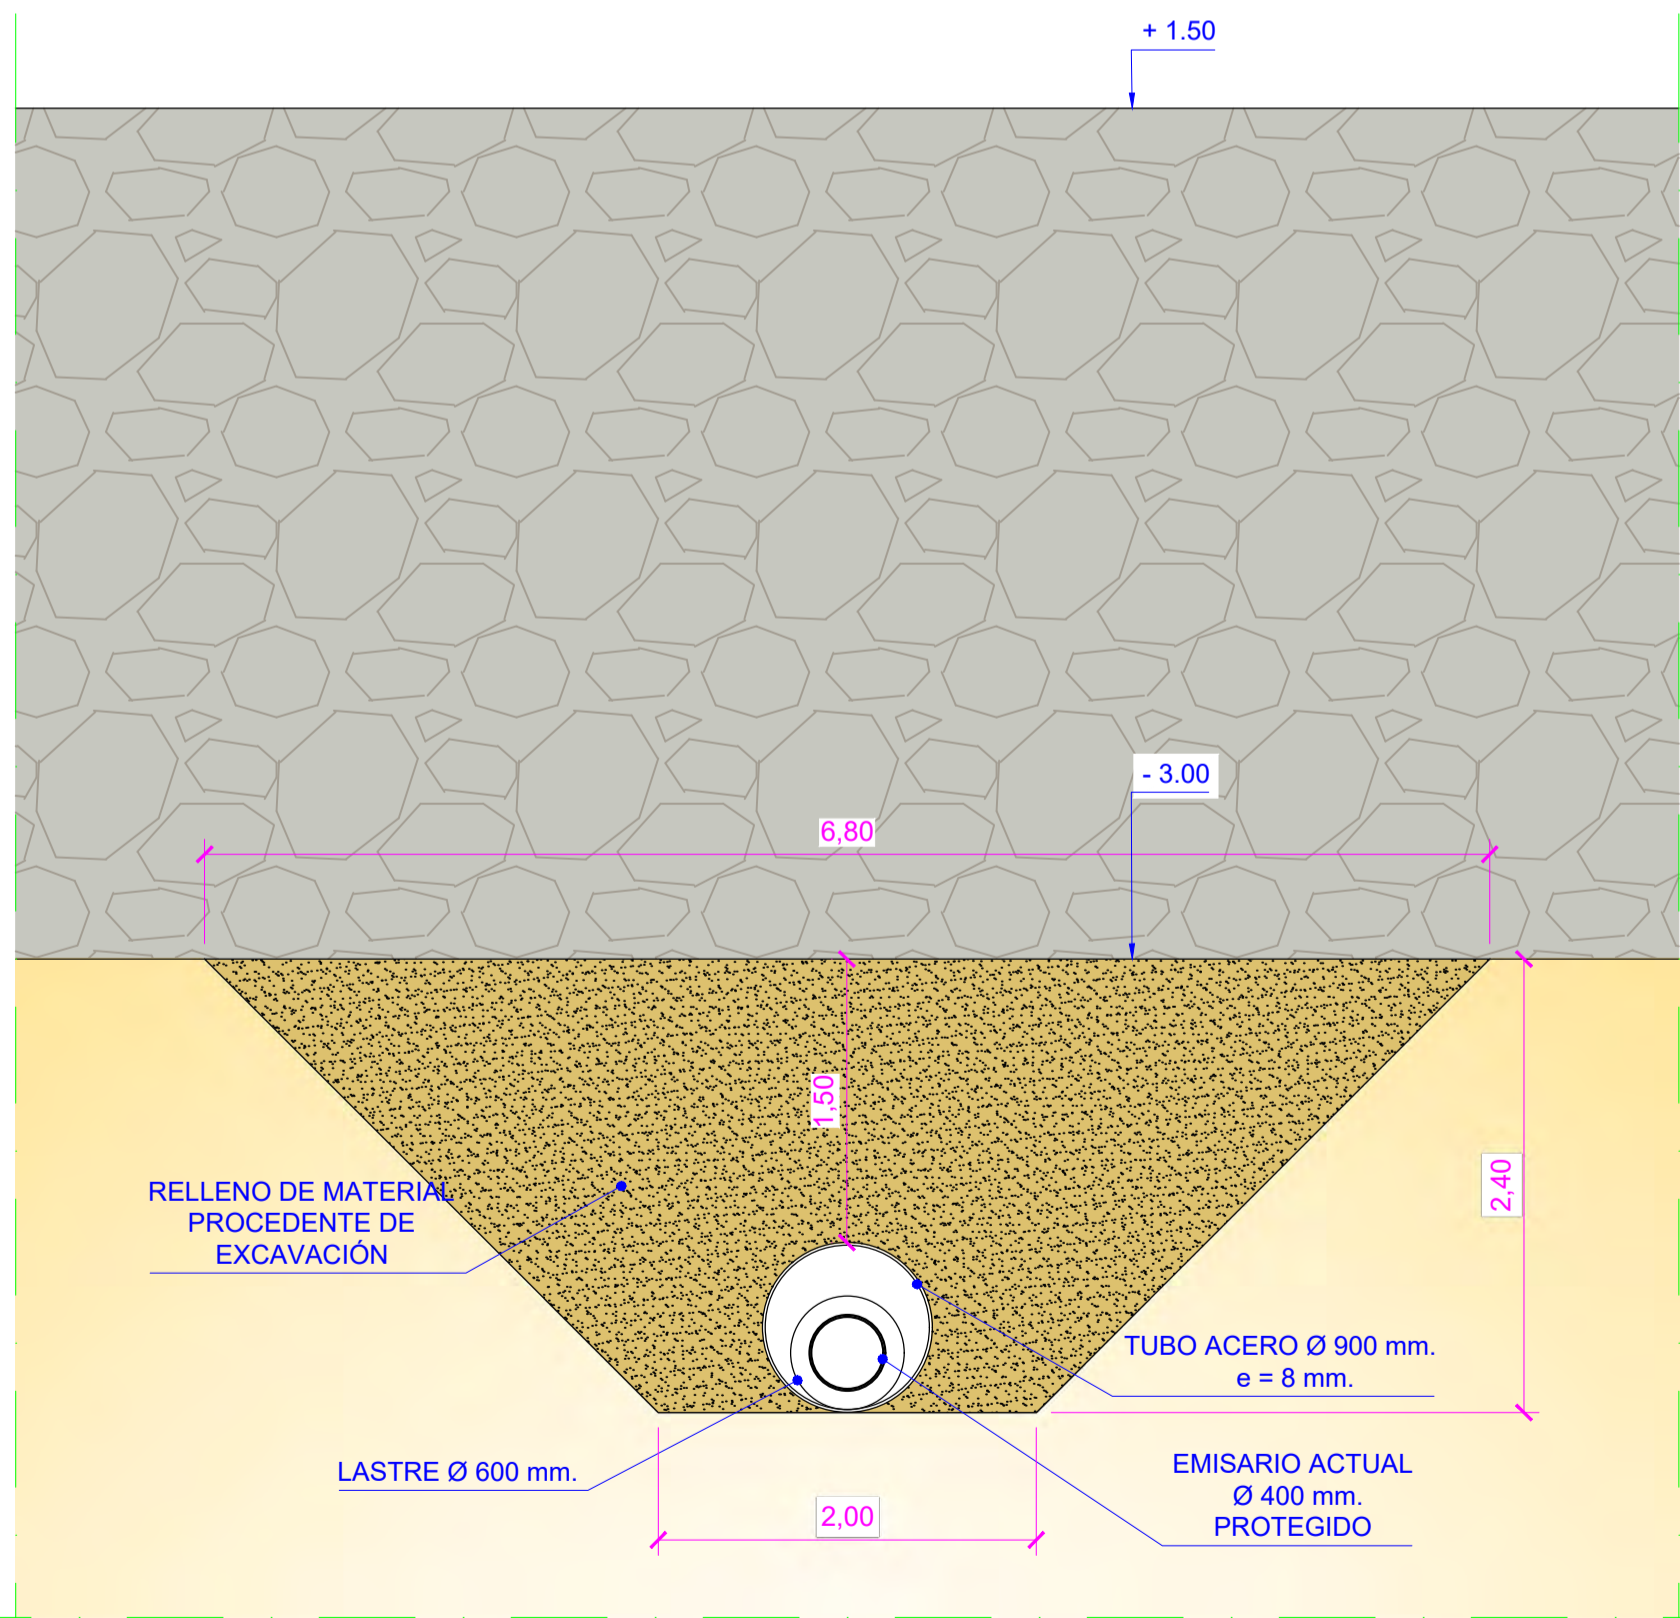 + 1.50
- 3.00
6,80
1,50
2,40
RELLENO DE MATERIAL
PROCEDENTE DE
EXCAVACIÓN
TUBO ACERO Ø 900 mm.
e = 8 mm.
LASTRE Ø 600 mm.
EMISARIO ACTUAL
Ø 400 mm.
PROTEGIDO
2,00